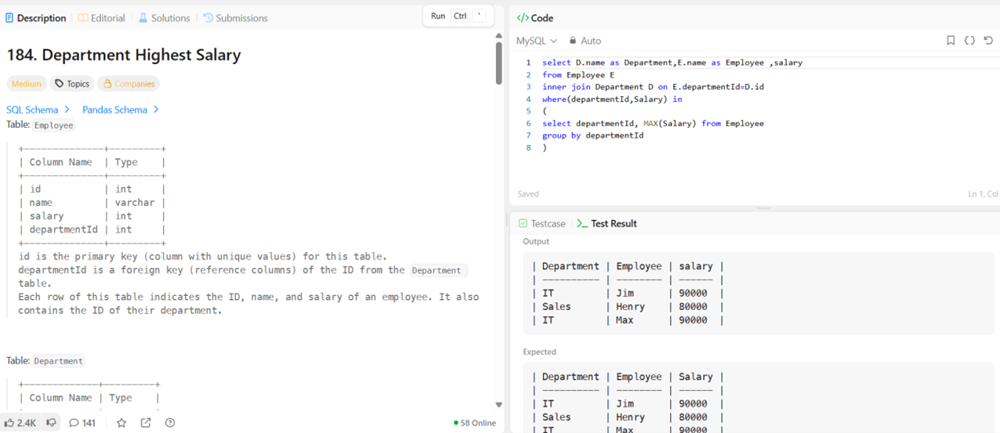 Description | Editorial | Solutions | Submissions
Run Ctrl '
184. Department Highest Salary
Medium Topics Companies
SQL Schema > Pandas Schema >
Table: Employee
+--------------+---------+
| Column Name | Type |
+--------------+---------+
| id | int |
| name | varchar |
| salary | int |
| departmentId | int |
+--------------+---------+
id is the primary key (column with unique values) for this table.
departmentId is a foreign key (reference columns) of the ID from the Department
table.
Each row of this table indicates the ID, name, and salary of an employee. It also
contains the ID of their department.
Table: Department
+-------------+---------+
| Column Name | Type |
2.4K 141
58 Online
</> Code
MySQL Auto
1 select D.name as Department,E.name as Employee ,salary
2 from Employee E
3 inner join Department D on E.departmentId=D.id
4 where(departmentId,Salary) in
5 (
6 select departmentId, MAX(Salary) from Employee
7 group by departmentId
8 )
Saved Ln 1, Col
Testcase | >_ Test Result
Output
| Department | Employee | salary |
| ---------- | -------- | ------ |
| IT | Jim | 90000 |
| Sales | Henry | 80000 |
| IT | Max | 90000 |
Expected
| Department | Employee | Salary |
| ---------- | -------- | ------ |
| IT | Jim | 90000 |
| Sales | Henry | 80000 |
| IT | Max | 90000 |